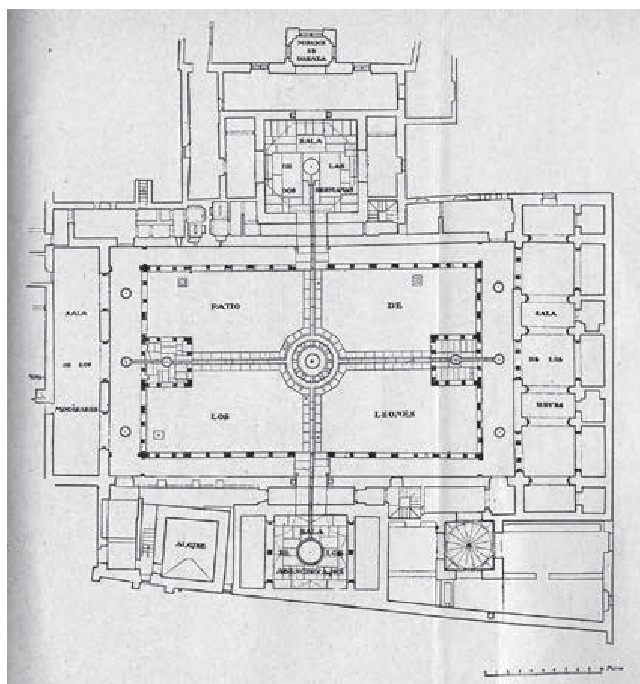 MIRADOR
DE
SALA
DE LAS
DOS HERMANAS
PATIO DE
LOS LEONES
SALA
DE LOS
MOCÁRABES
SALA
DE LOS
REYES
ALJIBE
SALA
DE LOS
ABENCERRAJES